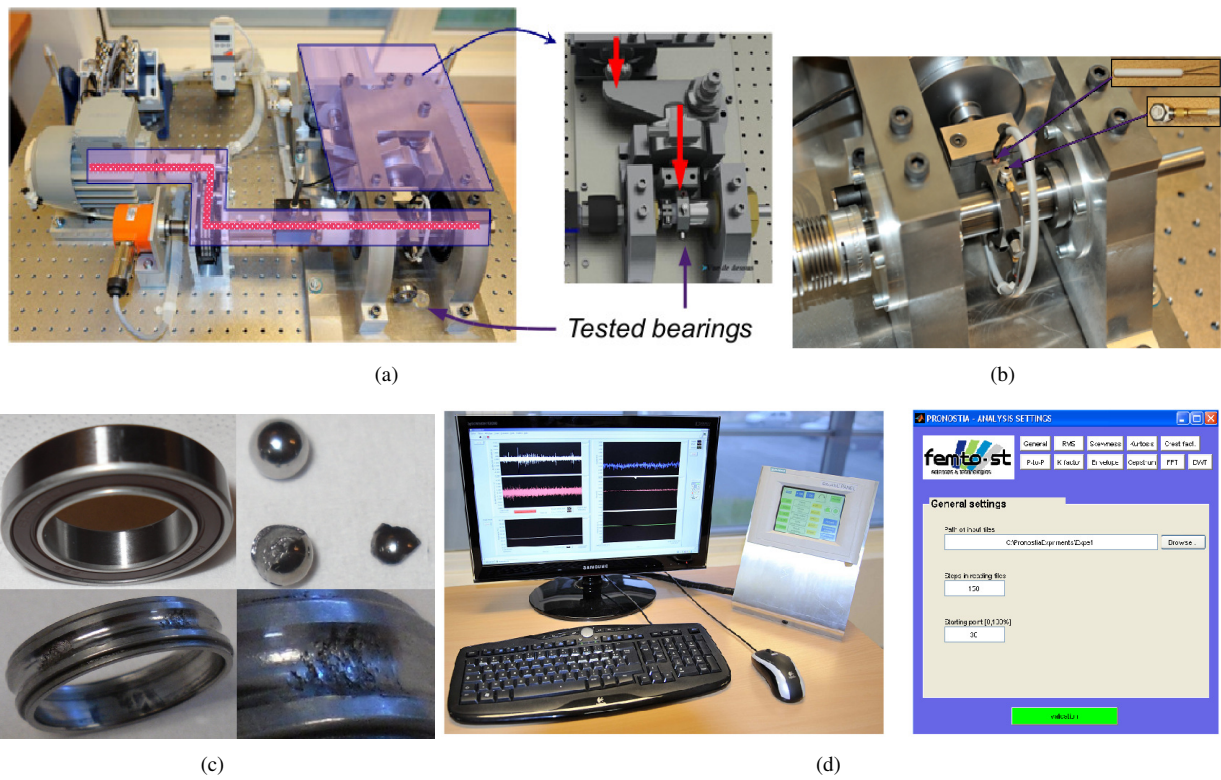 Tested bearings
(a)
(b)
SAMSUNG
(c)
(d)
PRONOSTIA - ANALYSIS SETTINGS
femto-st
General RMS Skewness Kurtosis Crest fact.
P-to-P K factor Envelope Cepstrum FFT DWT
General settings
Path of input files
Browse...
Steps in reading files
150
Starting point [0,100%]
30